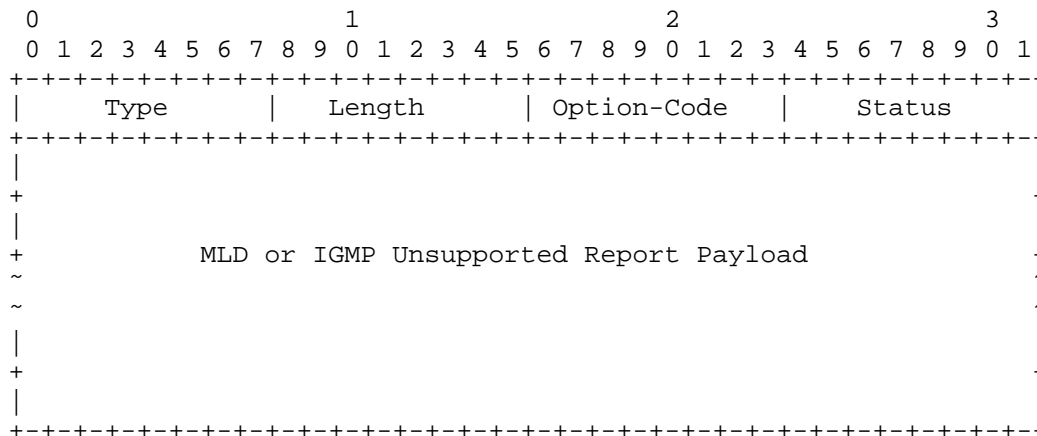 0                   1                   2                   3
0 1 2 3 4 5 6 7 8 9 0 1 2 3 4 5 6 7 8 9 0 1 2 3 4 5 6 7 8 9 0 1
+-+-+-+-+-+-+-+-+-+-+-+-+-+-+-+-+-+-+-+-+-+-+-+-+-+-+-+-+-+-+-+-
|     Type      |   Length      | Option-Code   |    Status
+-+-+-+-+-+-+-+-+-+-+-+-+-+-+-+-+-+-+-+-+-+-+-+-+-+-+-+-+-+-+-+-
|
+                                                               -
|
+           MLD or IGMP Unsupported Report Payload              -
~                                                               ~
~                                                               ~
|
+                                                               -
|
+-+-+-+-+-+-+-+-+-+-+-+-+-+-+-+-+-+-+-+-+-+-+-+-+-+-+-+-+-+-+-+-